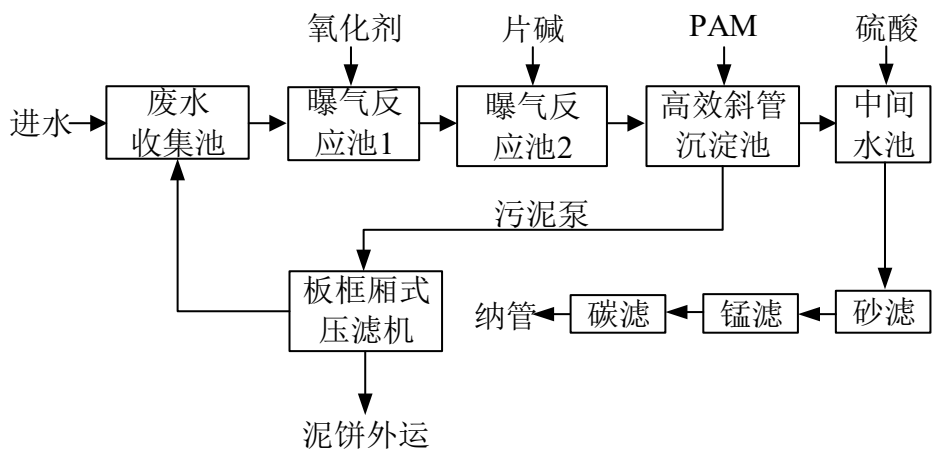 氧化剂
片碱
PAM
硫酸
进水
废水
收集池
曝气反
应池1
曝气反
应池2
高效斜管
沉淀池
中间
水池
污泥泵
板框厢式
压滤机
纳管
碳滤
锰滤
砂滤
泥饼外运